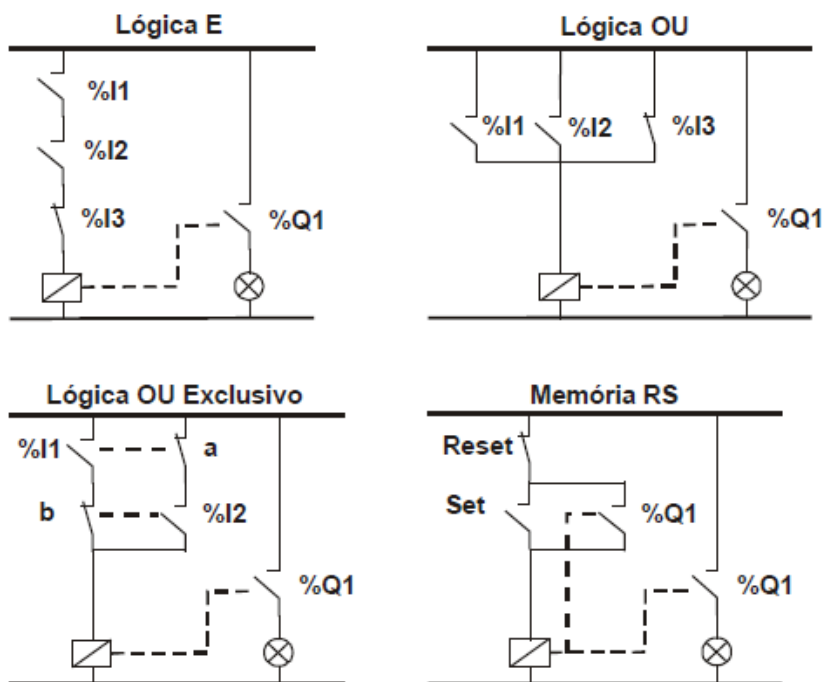 Lógica E
%I1
%I2
%I3
%Q1
Lógica OU
%I1
%I2
%I3
%Q1
Lógica OU Exclusivo
%I1
a
b
%I2
%Q1
Memória RS
Reset
Set
%Q1
%Q1